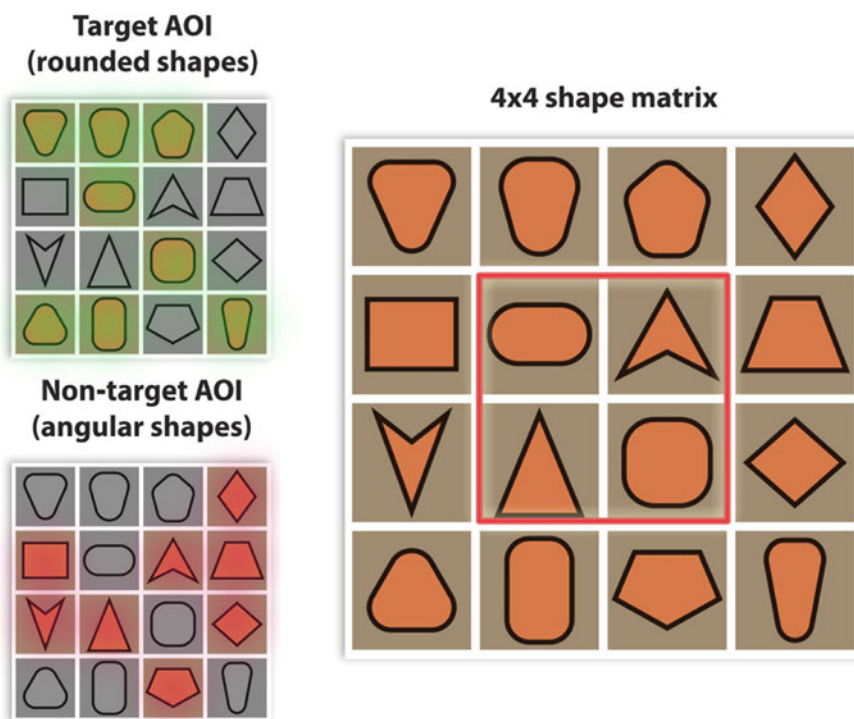 Target AOI
(rounded shapes)
4x4 shape matrix
Non-target AOI
(angular shapes)